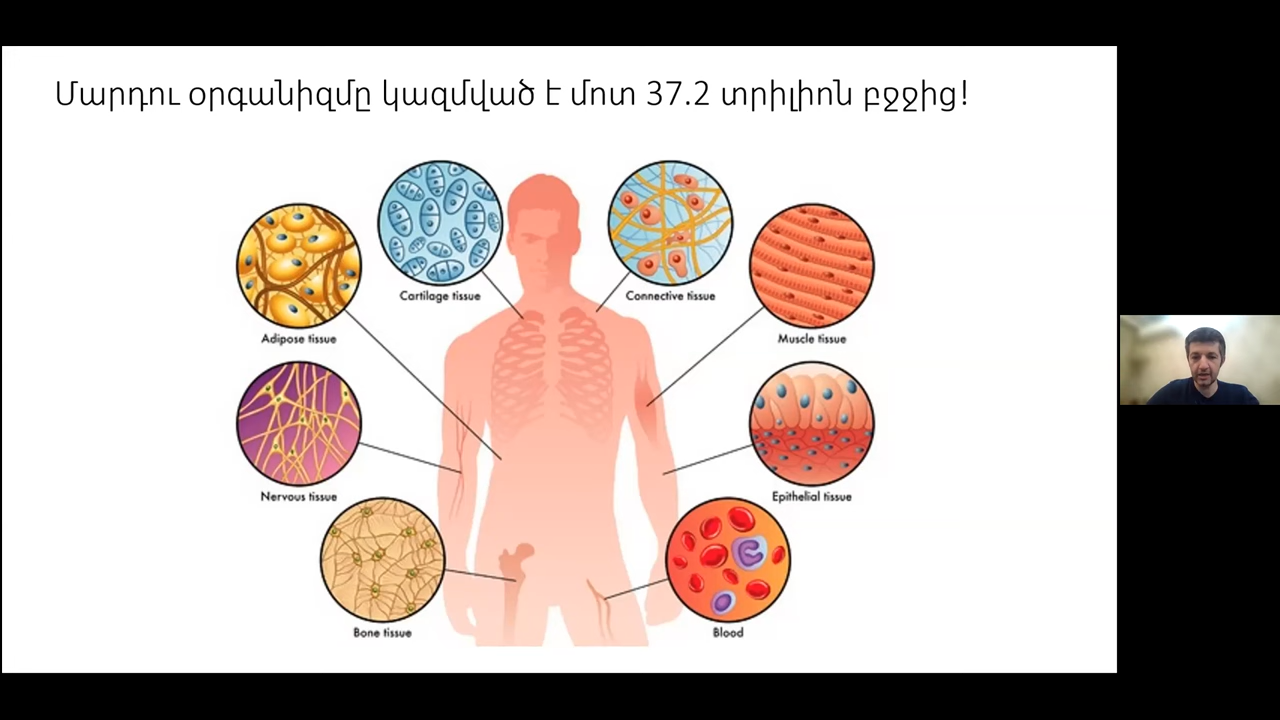 Մարդու օրգանիզմը կազմված է մոտ 37.2 տրիլիոն բջջից!
Cartilage tissue
Connective tissue
Adipose tissue
Muscle tissue
Nervous tissue
Epithelial tissue
Bone tissue
Blood